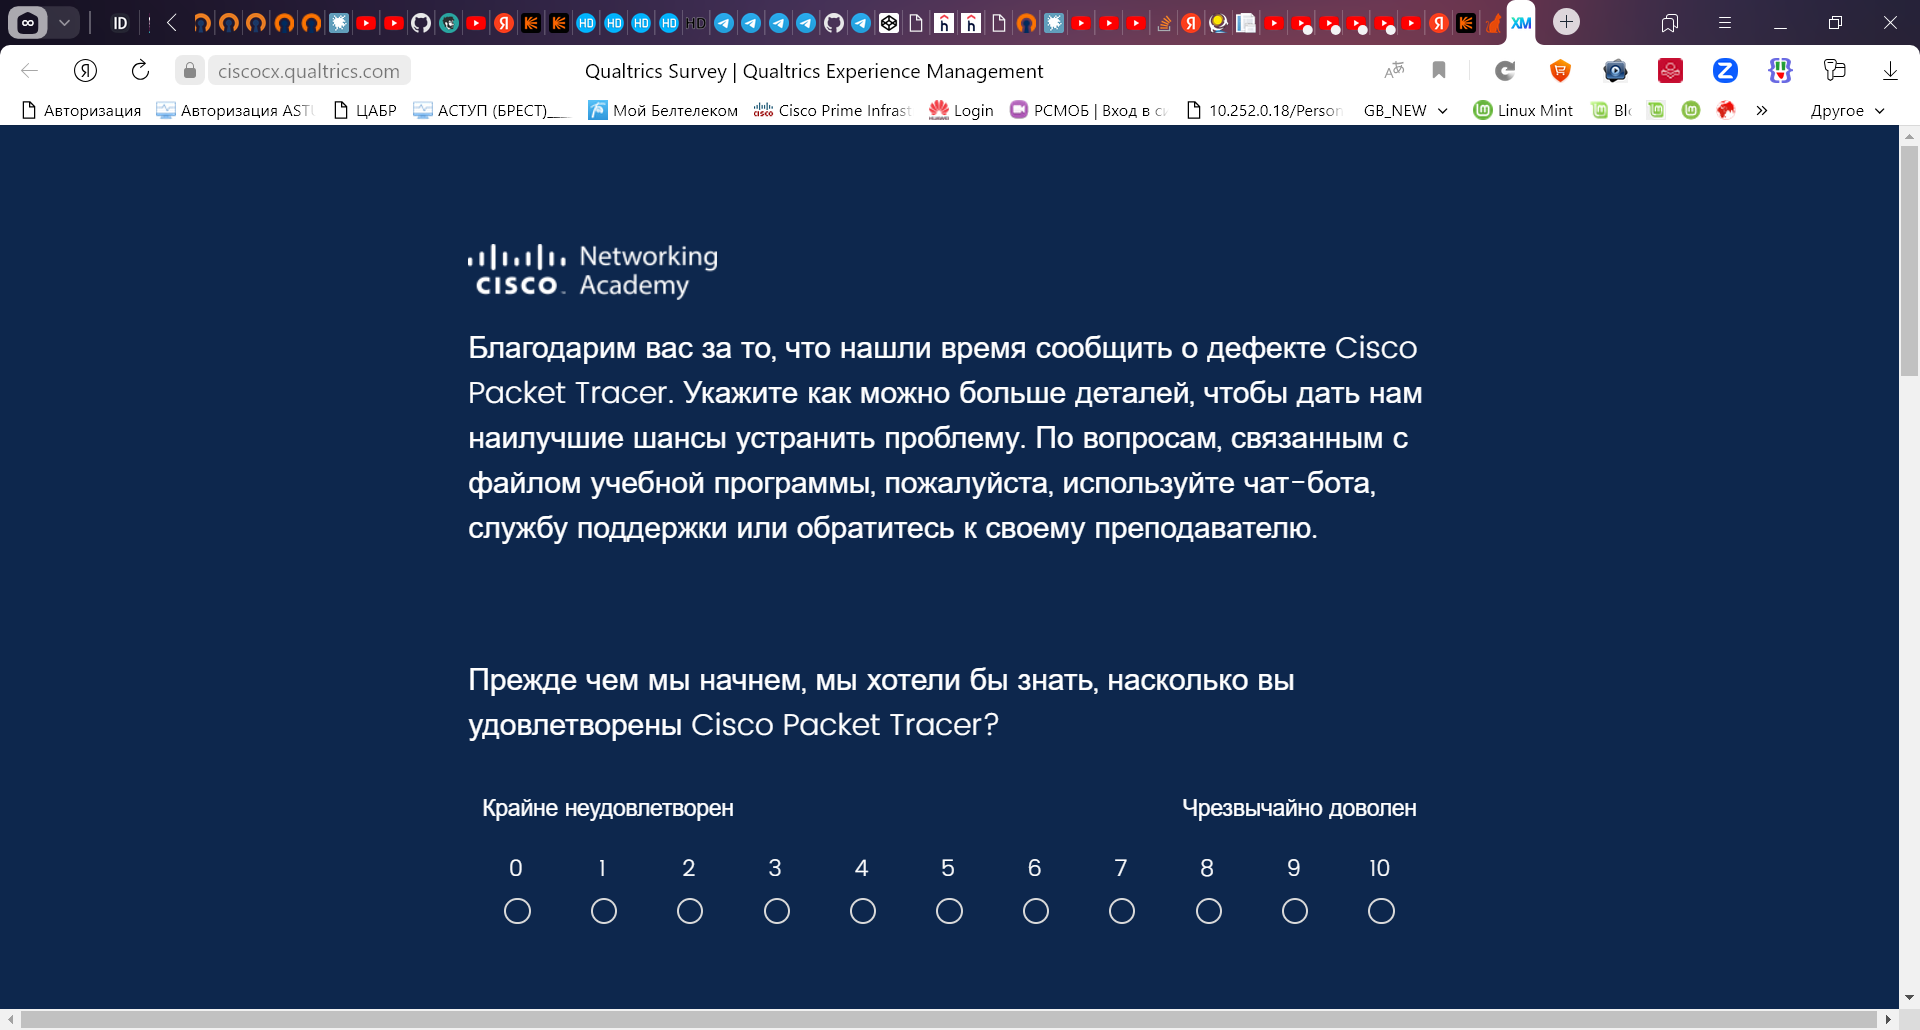 ID
XM
ciscocx.qualtrics.com
Qualtrics Survey | Qualtrics Experience Management
Авторизация
Авторизация AST
ЦАБР
АСТУП (БРЕСТ)___
Мой Белтелеком
Cisco Prime Infrast
Login
РСМОБ | Вход в си
10.252.0.18/Person
GB_NEW
Linux Mint
Blo
»
Другое
CISCO Networking
Academy
Благодарим вас за то, что нашли время сообщить о дефекте Cisco
Packet Tracer. Укажите как можно больше деталей, чтобы дать нам
наилучшие шансы устранить проблему. По вопросам, связанным с
файлом учебной программы, пожалуйста, используйте чат-бота,
службу поддержки или обратитесь к своему преподавателю.
Прежде чем мы начнем, мы хотели бы знать, насколько вы
удовлетворены Cisco Packet Tracer?
Крайне неудовлетворен
Чрезвычайно доволен
0 1 2 3 4 5 6 7 8 9 10